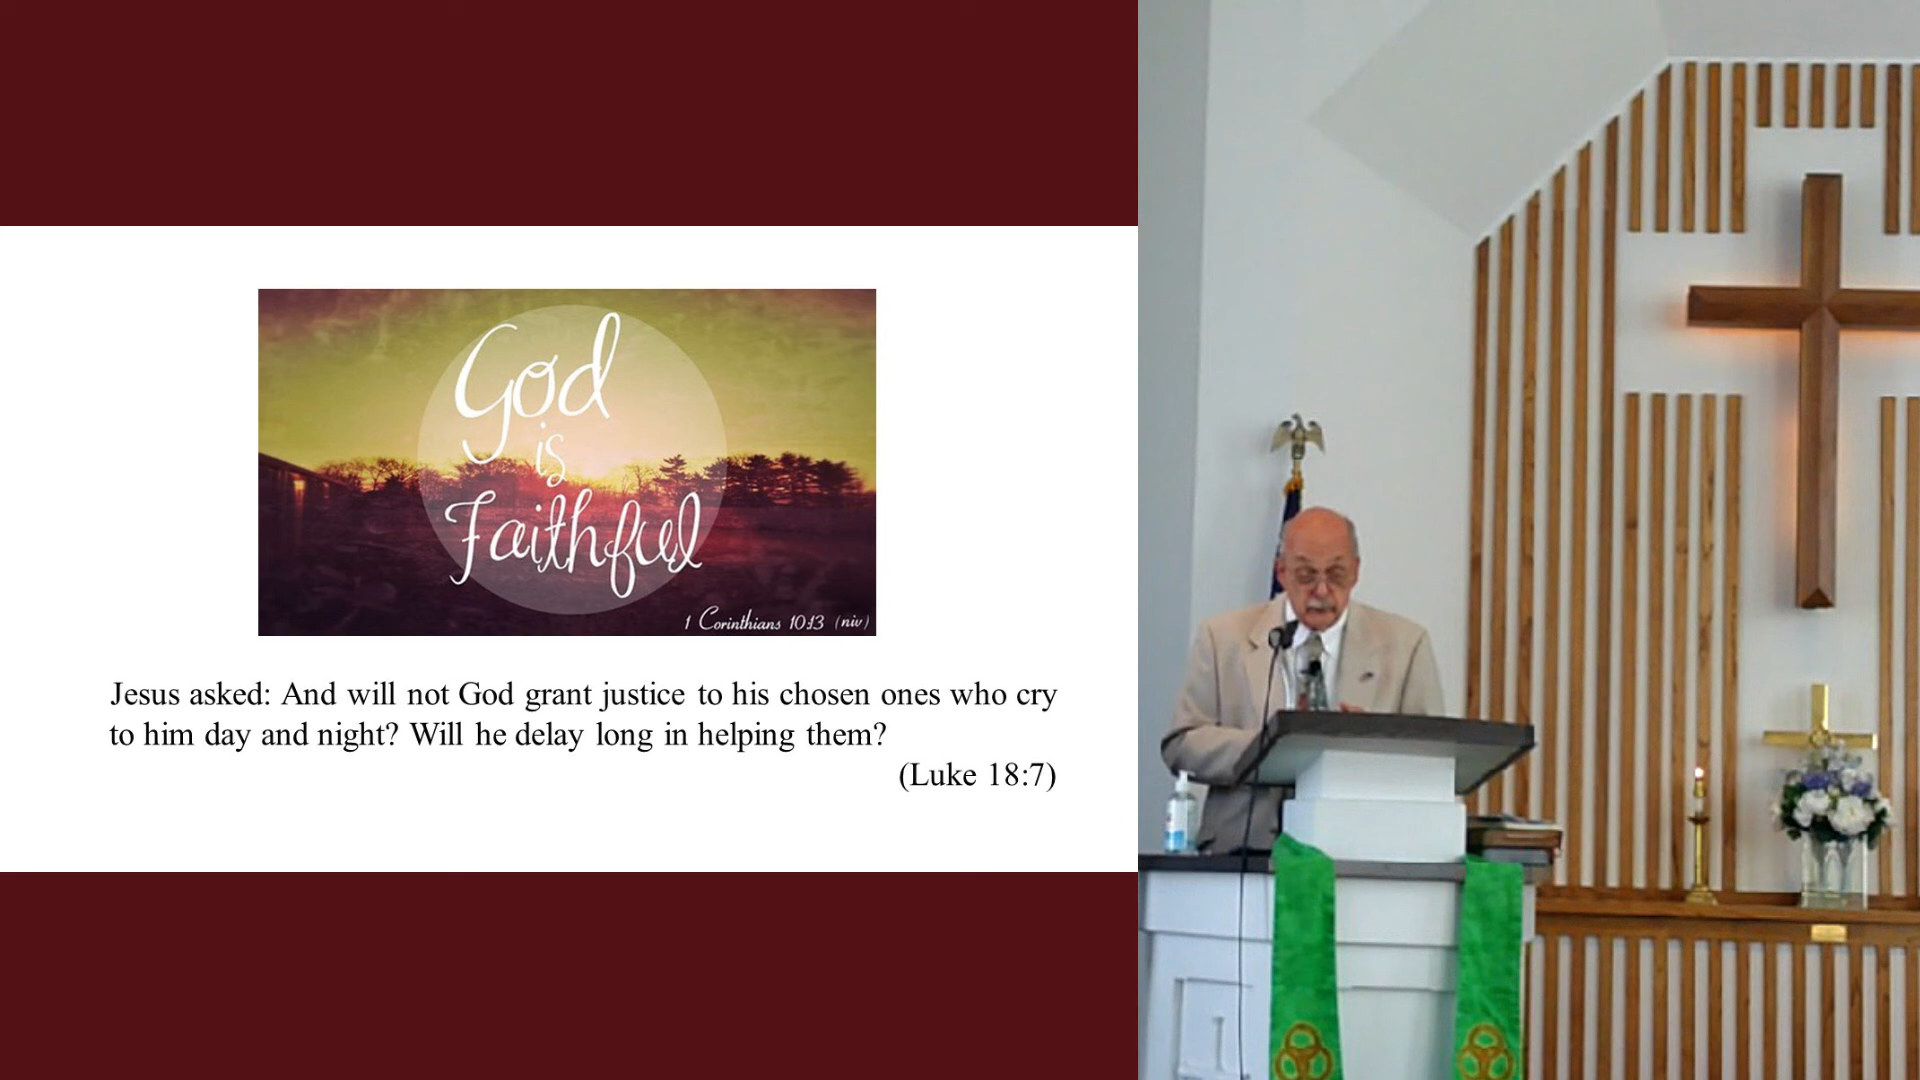 God
is
Faithful
1 Corinthians 10:13 (niv)
Jesus asked: And will not God grant justice to his chosen ones who cry
to him day and night? Will he delay long in helping them?
(Luke 18:7)